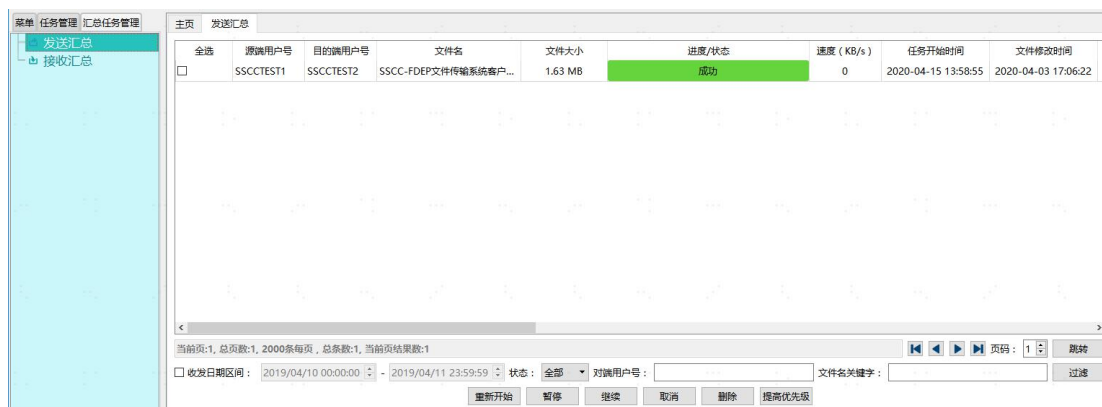 菜单 任务管理 汇总任务管理
发送汇总
接收汇总
主页 发送汇总
全选 源端用户号 目的端用户号 文件名 文件大小 进度/状态 速度（KB/s） 任务开始时间 文件修改时间
SSCCTEST1 SSCCTEST2 SSCC-FDEP文件传输系统客户... 1.63 MB 成功 0 2020-04-15 13:58:55 2020-04-03 17:06:22
当前页:1, 总页数:1, 2000条每页 , 总条数:1, 当前页结果数:1 页码： 1 跳转
收发日期区间： 2019/04/10 00:00:00 - 2019/04/11 23:59:59 状态： 全部 对端用户号： 文件名关键字： 过滤
重新开始 暂停 继续 取消 删除 提高优先级